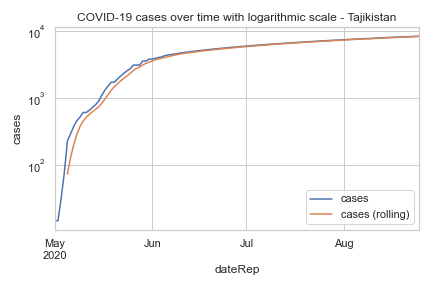 COVID-19 cases over time with logarithmic scale - Tajikistan
10^4
10^3
10^2
cases
May
2020
Jun
Jul
Aug
dateRep
cases
cases (rolling)